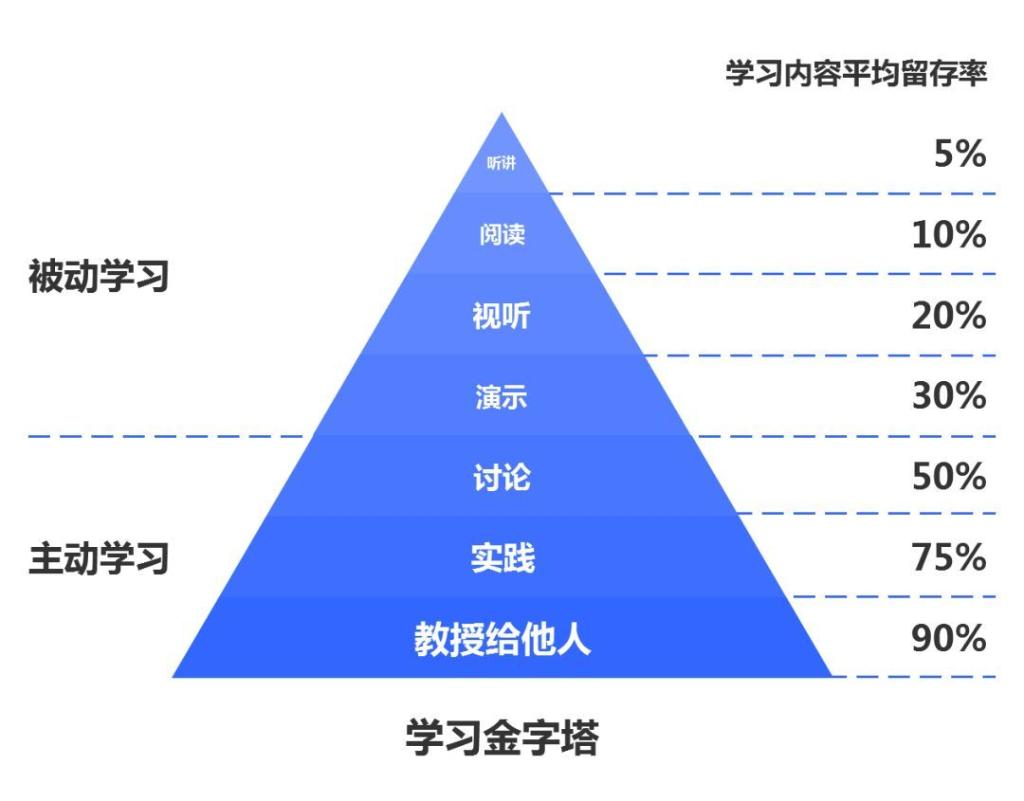 学习内容平均留存率
听讲
5%
阅读
10%
被动学习
视听
20%
演示
30%
讨论
50%
主动学习
实践
75%
教授给他人
90%
学习金字塔